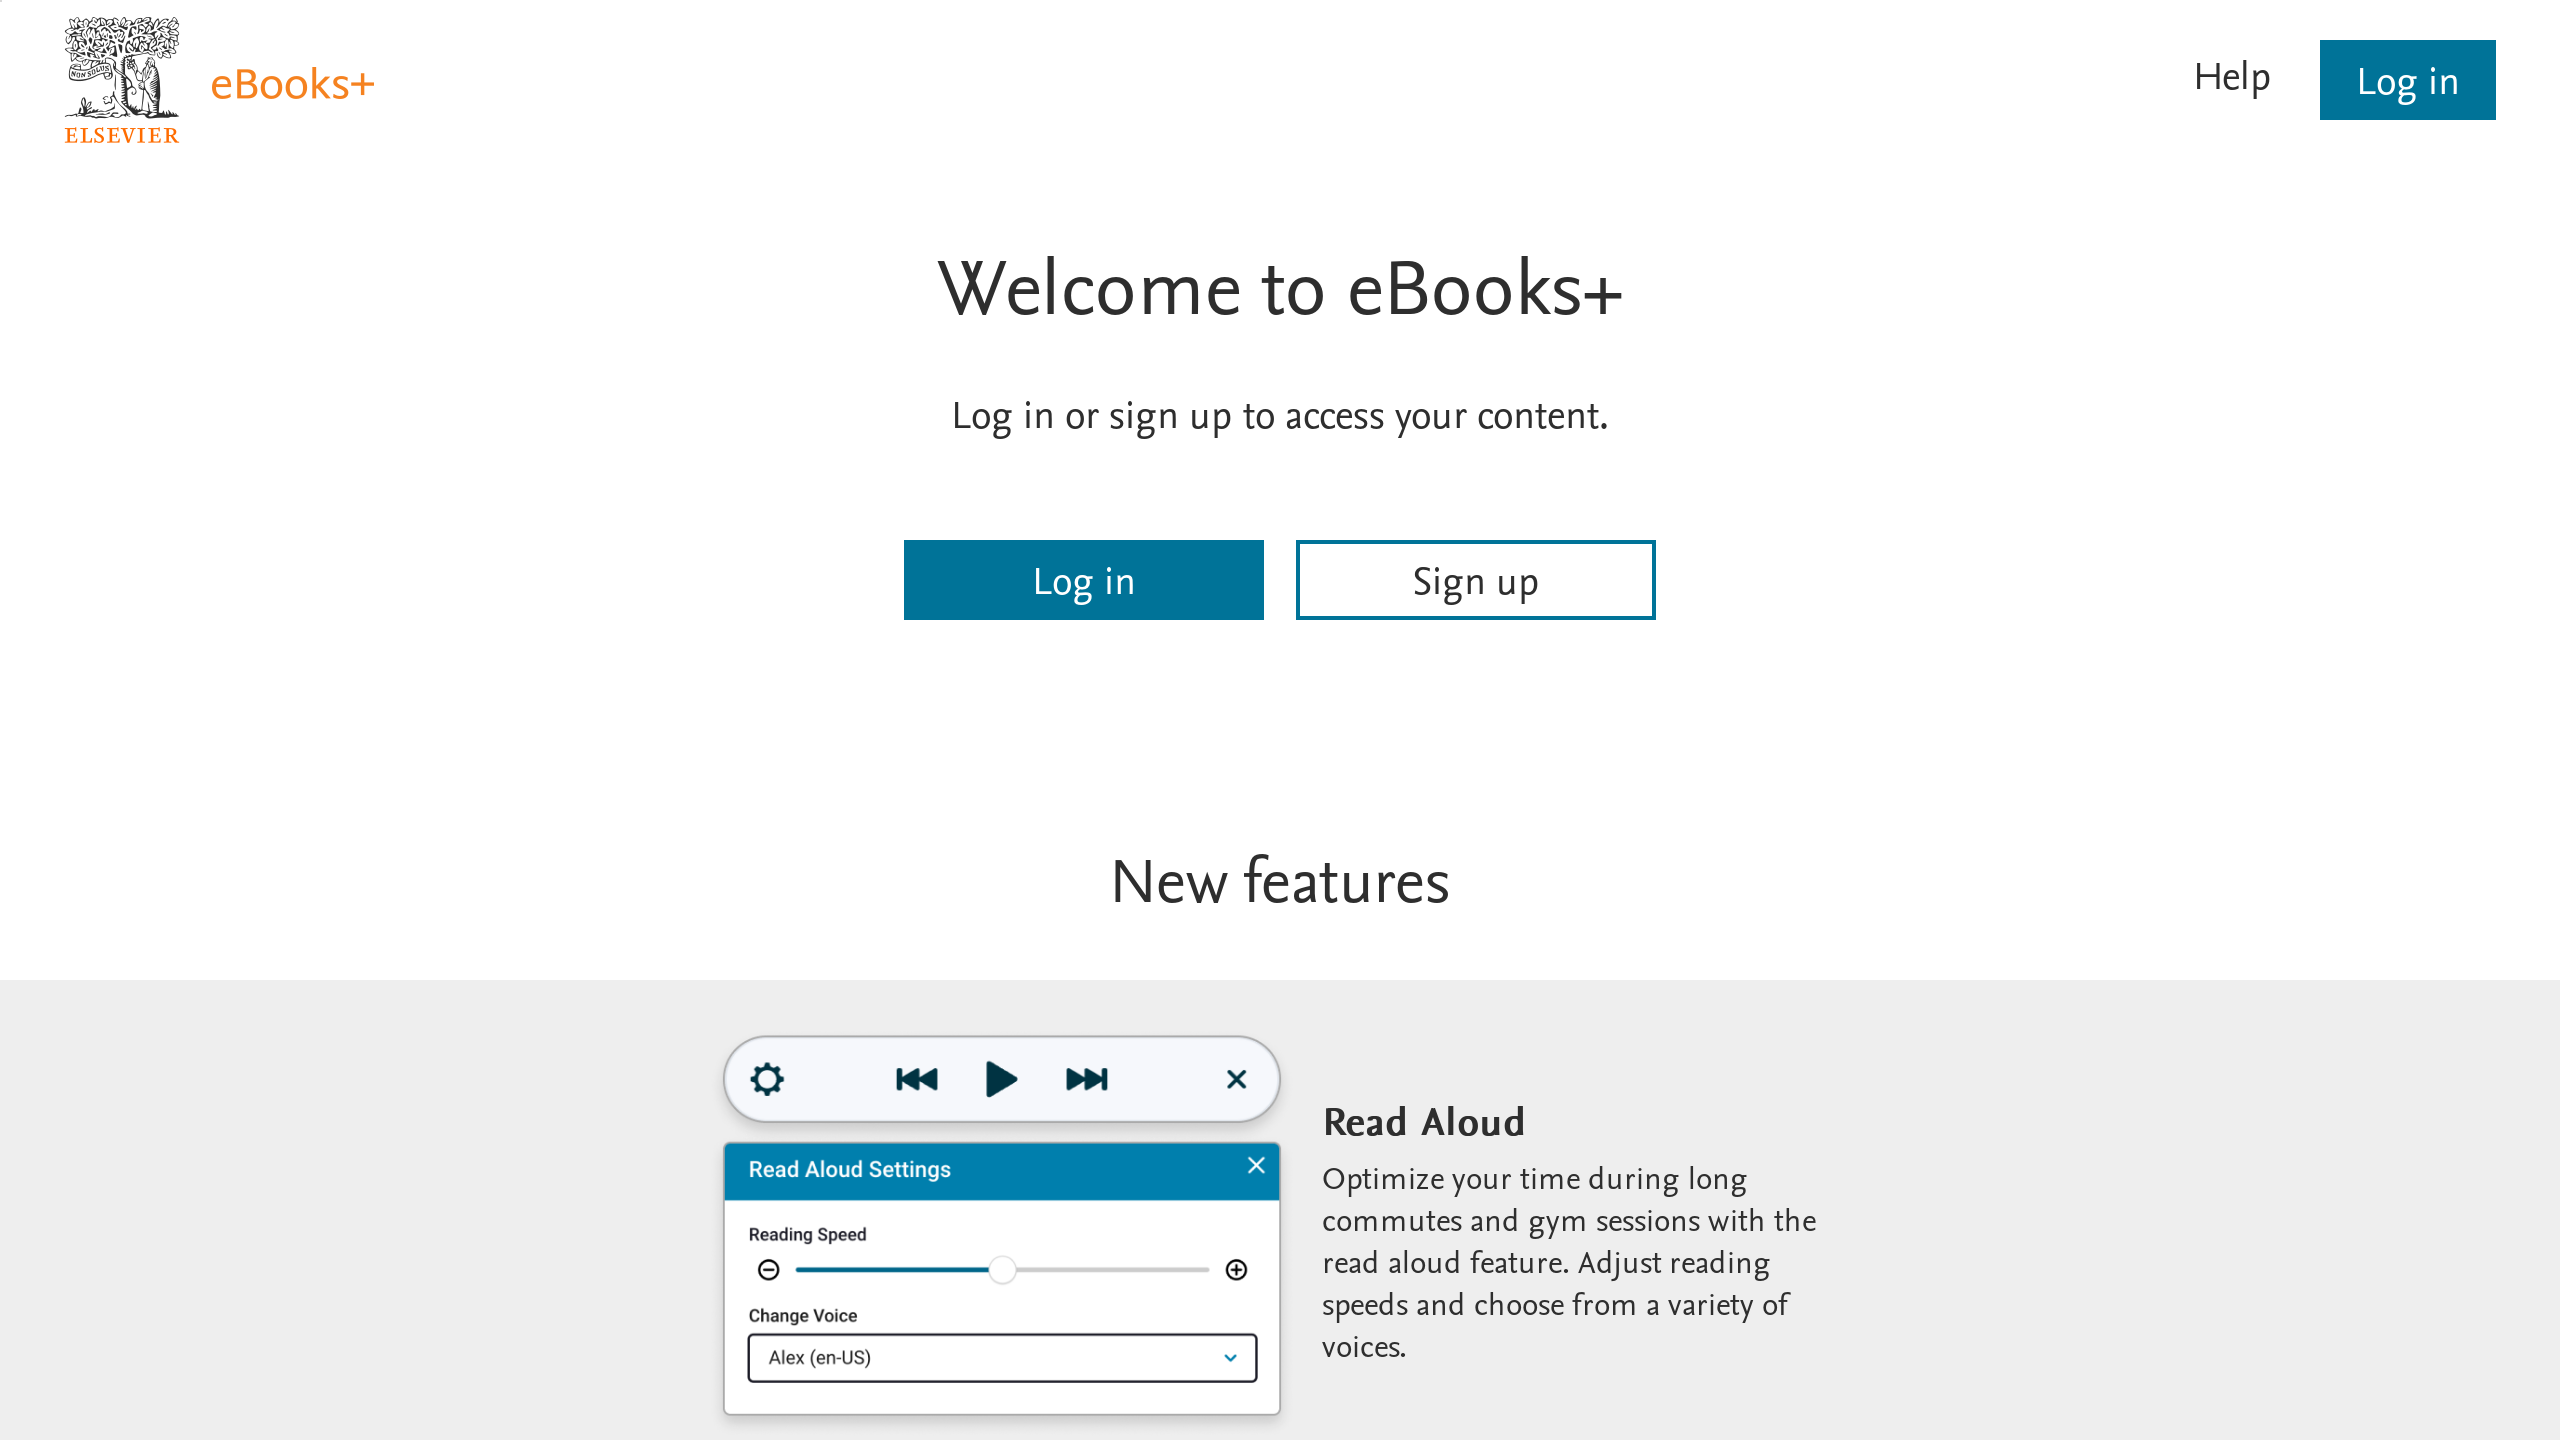 NON SOLUS
ELSEVIER
eBooks+
Help
Log in
Welcome to eBooks+
Log in or sign up to access your content.
Log in
Sign up
New features
Read Aloud Settings
Reading Speed
Change Voice
Alex (en-US)
Read Aloud
Optimize your time during long
commutes and gym sessions with the
read aloud feature. Adjust reading
speeds and choose from a variety of
voices.